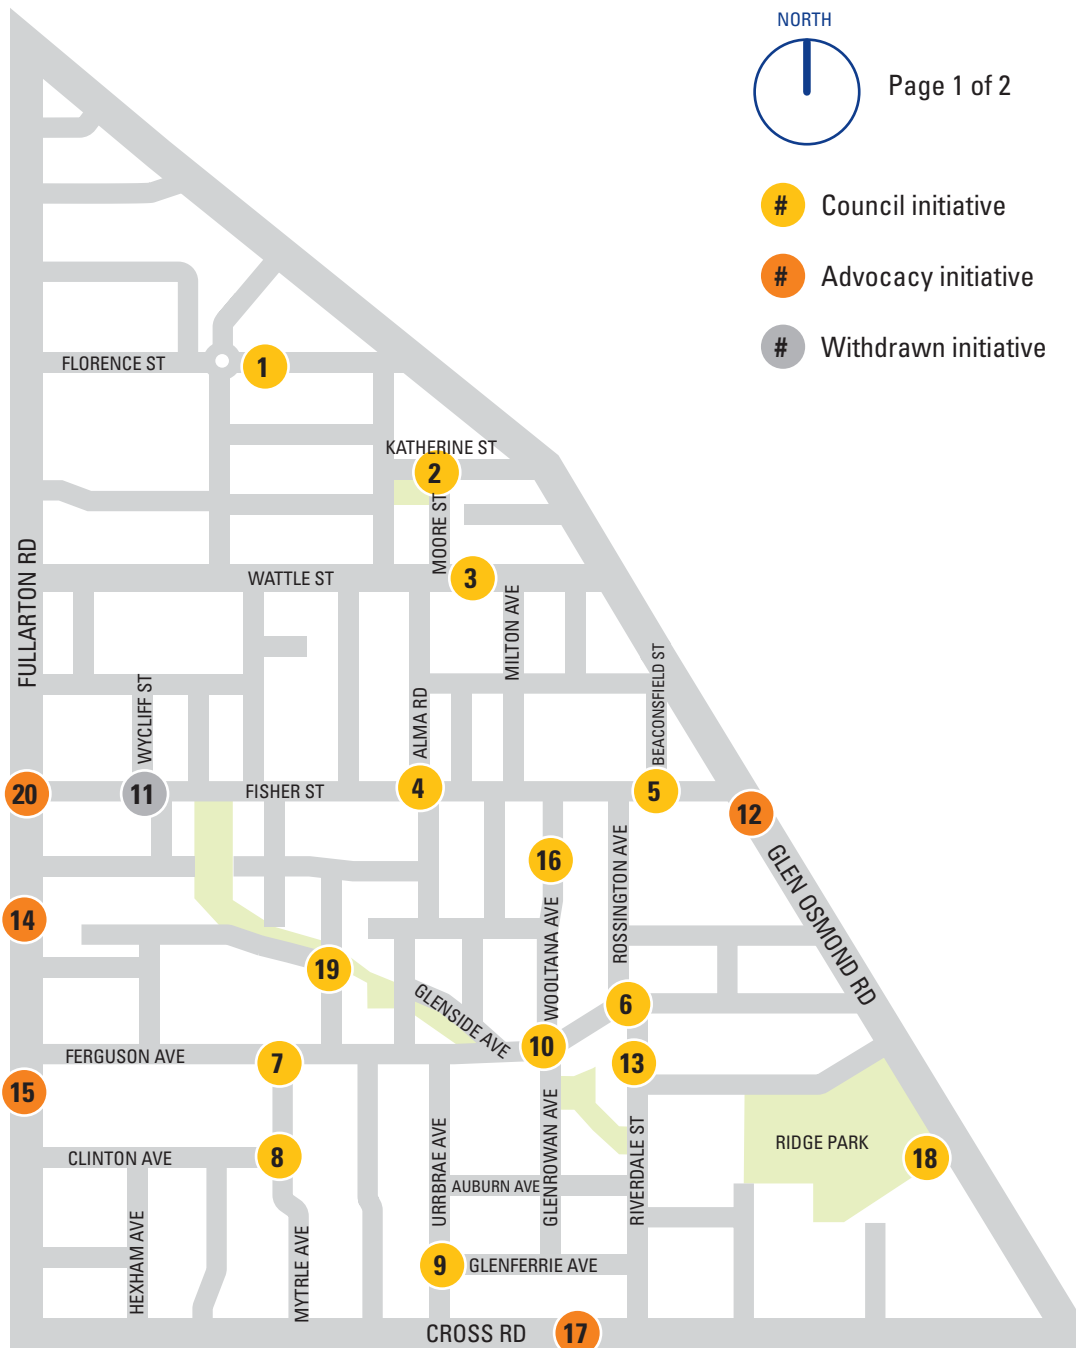 NORTH
Page 1 of 2
# Council initiative
# Advocacy initiative
# Withdrawn initiative
FLORENCE ST
1
KATHERINE ST
2
MOORE ST
FULLARTON RD
WATTLE ST
3
MILTON AVE
WYCLIFF ST
ALMA RD
BEACONSFIELD ST
20
11
FISHER ST
4
5
12
16
ROSSINGTON AVE
GLEN OSMOND RD
14
19
WOOLTANA AVE
GLENSIDE AVE
6
FERGUSON AVE
7
10
13
15
CLINTON AVE
8
URRBRAE AVE
AUBURN AVE
GLENROWAN AVE
RIVERDALE ST
RIDGE PARK
18
HEXHAM AVE
MYTRLE AVE
9
GLENFERRIE AVE
CROSS RD
17